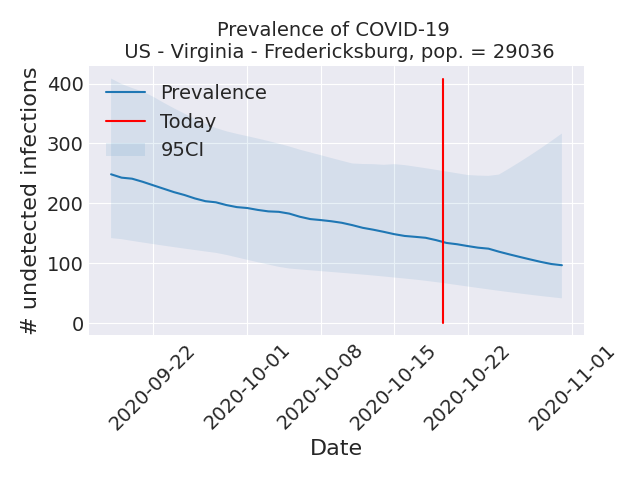 Prevalence of COVID-19
US - Virginia - Fredericksburg, pop. = 29036
# undetected infections
400
300
200
100
0
Prevalence
Today
95CI
2020-09-22
2020-10-01
2020-10-08
2020-10-15
2020-10-22
2020-11-01
Date